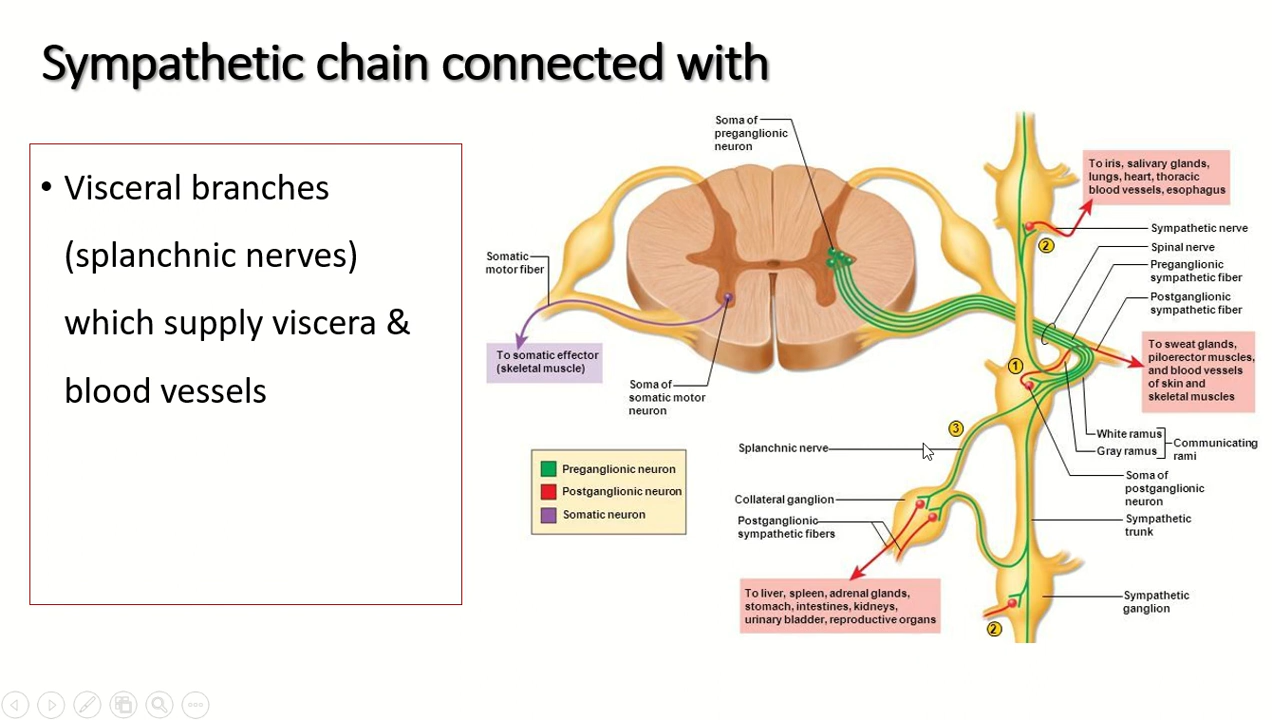 Sympathetic chain connected with
• Visceral branches
(splanchnic nerves)
which supply viscera &
blood vessels
Soma of
preganglionic
neuron
Somatic
motor fiber
To somatic effector
(skeletal muscle)
Soma of
somatic motor
neuron
Preganglionic neuron
Postganglionic neuron
Somatic neuron
To iris, salivary glands,
lungs, heart, thoracic
blood vessels, esophagus
Sympathetic nerve
2
Spinal nerve
Preganglionic
sympathetic fiber
Postganglionic
sympathetic fiber
To sweat glands,
piloerector muscles,
and blood vessels
of skin and
skeletal muscles
1
3
White ramus
Gray ramus
Communicating
rami
Splanchnic nerve
Soma of
postganglionic
neuron
Collateral ganglion
Postganglionic
sympathetic fibers
Sympathetic
trunk
To liver, spleen, adrenal glands,
stomach, intestines, kidneys,
urinary bladder, reproductive organs
Sympathetic
ganglion
2